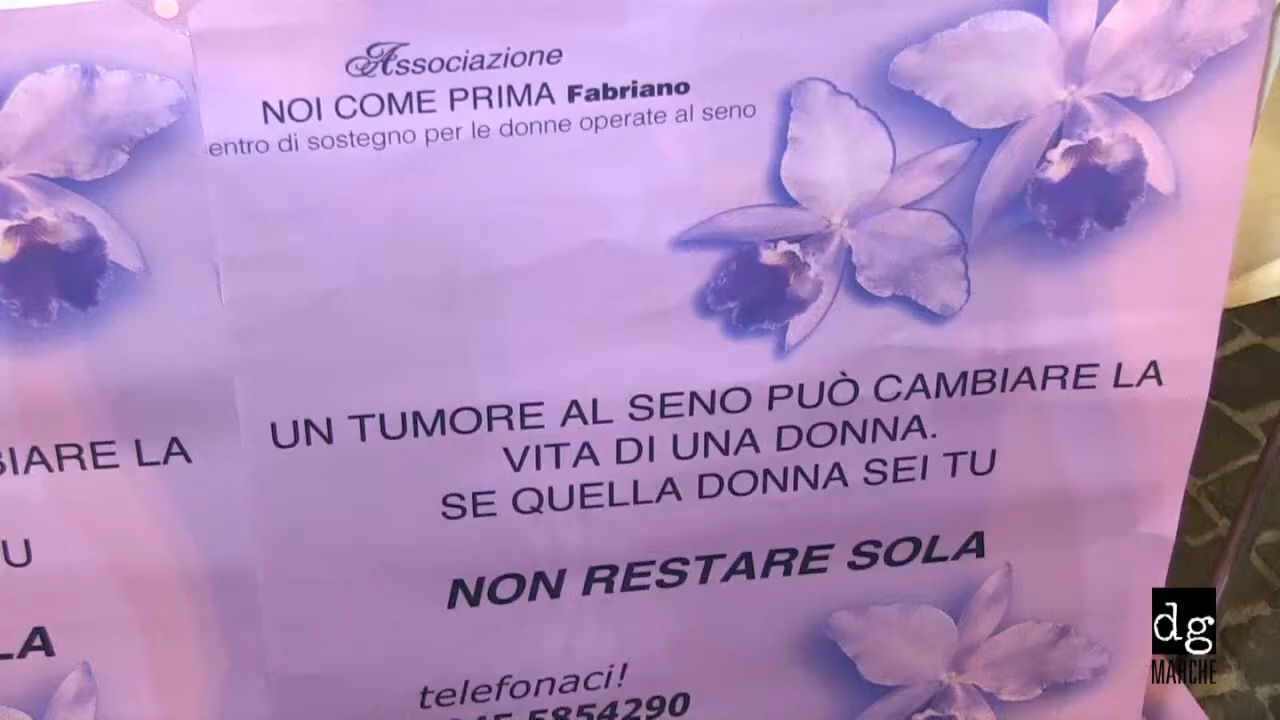 Associazione
NOI COME PRIMA Fabriano
entro di sostegno per le donne operate al seno
UN TUMORE AL SENO PUÒ CAMBIARE LA
VITA DI UNA DONNA.
SE QUELLA DONNA SEI TU
NON RESTARE SOLA
telefonaci!
5854290
BIARE LA
U
LA
dg
MARCHE